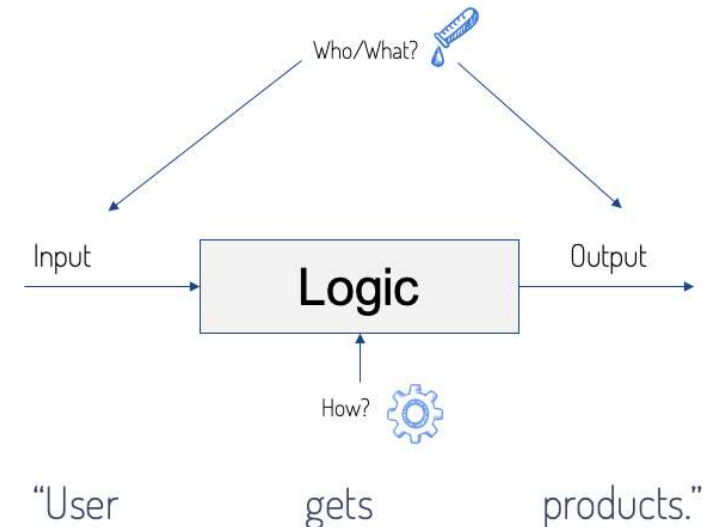 Who/What?
Input
Output
Logic
How?
“User gets products.”